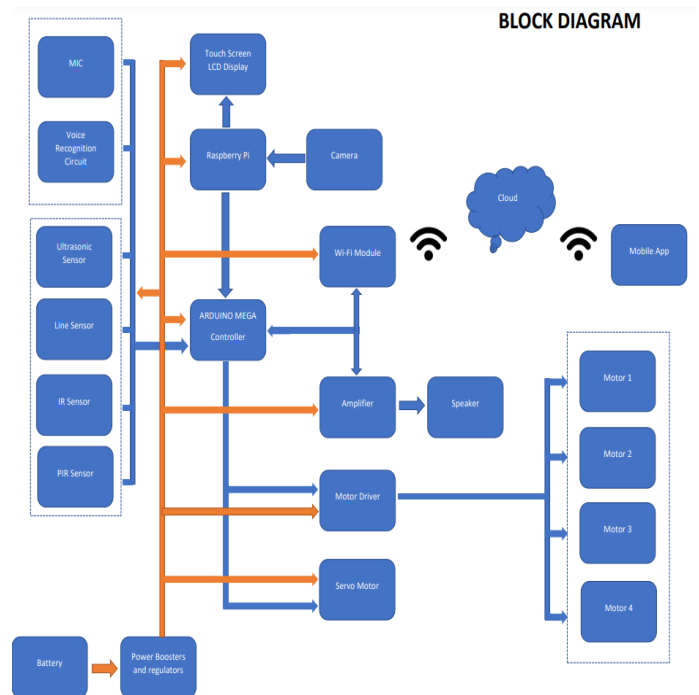 BLOCK DIAGRAM
MIC
Touch Screen
LCD Display
Voice
Recognition
Circuit
Raspberry Pi
Camera
Cloud
Ultrasonic
Sensor
Wi-Fi Module
Mobile App
Line Sensor
ARDUINO MEGA
Controller
IR Sensor
Amplifier
Speaker
Motor 1
PIR Sensor
Motor Driver
Motor 2
Motor 3
Servo Motor
Motor 4
Battery
Power Boosters
and regulators